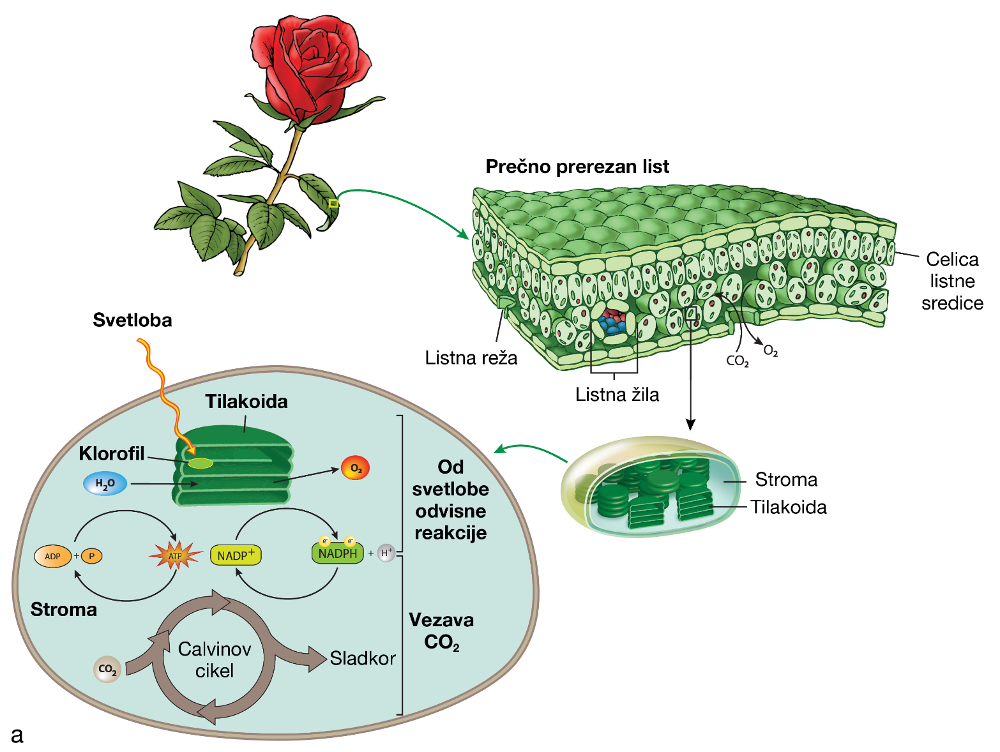 Prečno prerezan list
Celica
listne
sredice
Listna reža
CO₂
O₂
Listna žila
Svetloba
Tilakoida
Klorofil
H₂O
O₂
Od
svetlobe
odvisne
reakcije
Stroma
Tilakoida
ADP + P
ATP
NADP⁺
e⁻ e⁻
NADPH + H⁺
Stroma
Vezava
CO₂
Calvinov
cikel
Sladkor
CO₂
a